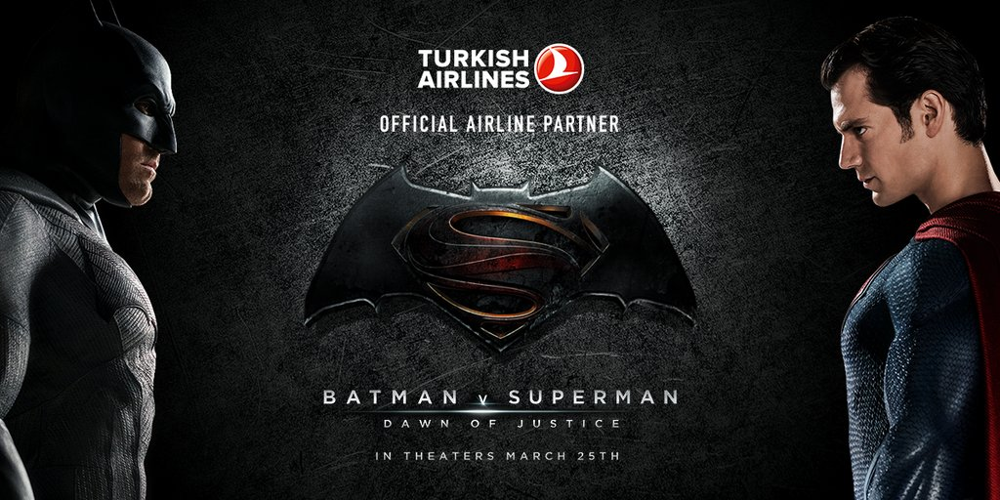 TURKISH
AIRLINES
OFFICIAL AIRLINE PARTNER
BATMAN v SUPERMAN
DAWN OF JUSTICE
IN THEATERS MARCH 25TH